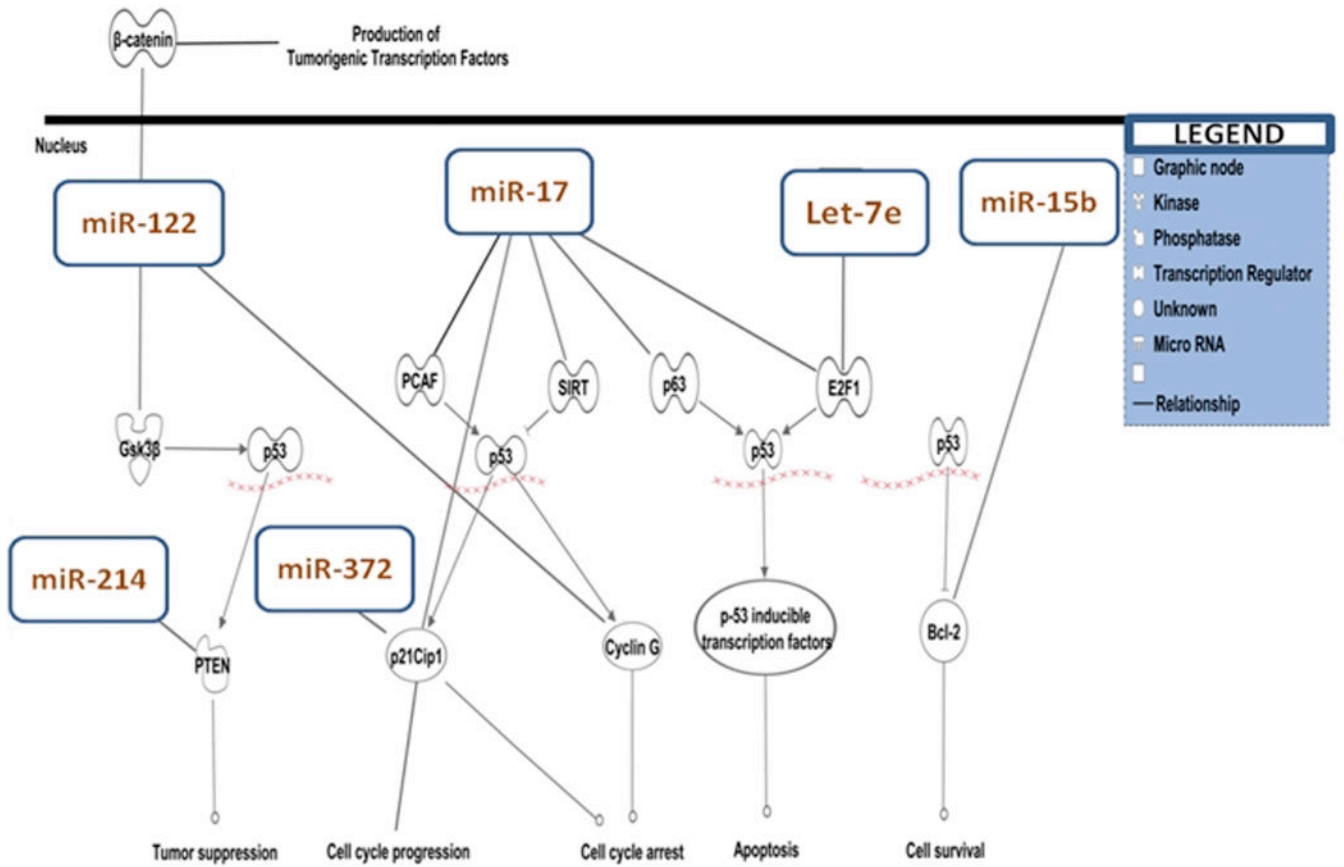 β-catenin
Production of
Tumorigenic Transcription Factors
Nucleus
LEGEND
Graphic node
Kinase
Phosphatase
Transcription Regulator
Unknown
Micro RNA
Relationship
miR-122
miR-17
Let-7e
miR-15b
PCAF
SIRT
p63
E2F1
Gsk3β
p53
p53
p53
p53
miR-214
miR-372
PTEN
p21Cip1
Cyclin G
p-53 inducible
transcription factors
Bcl-2
Tumor suppression
Cell cycle progression
Cell cycle arrest
Apoptosis
Cell survival